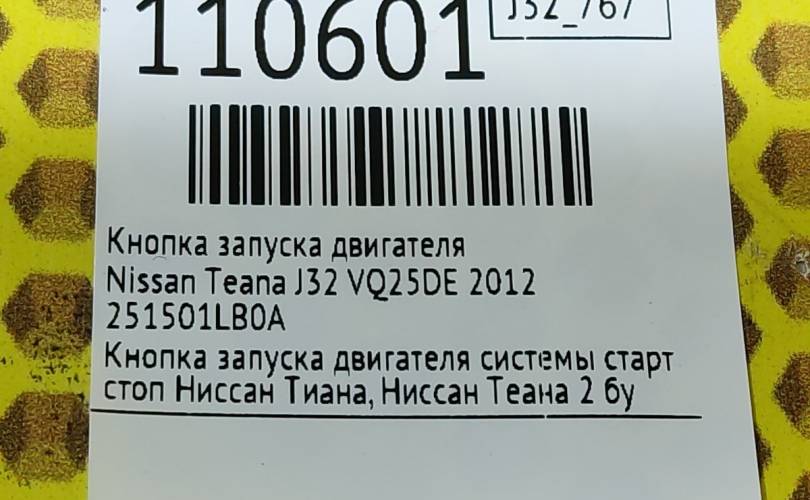 110601
J32_767
Кнопка запуска двигателя
Nissan Teana J32 VQ25DE 2012
251501LB0A
Кнопка запуска двигателя системы старт
стоп Ниссан Тиана, Ниссан Теана 2 бу